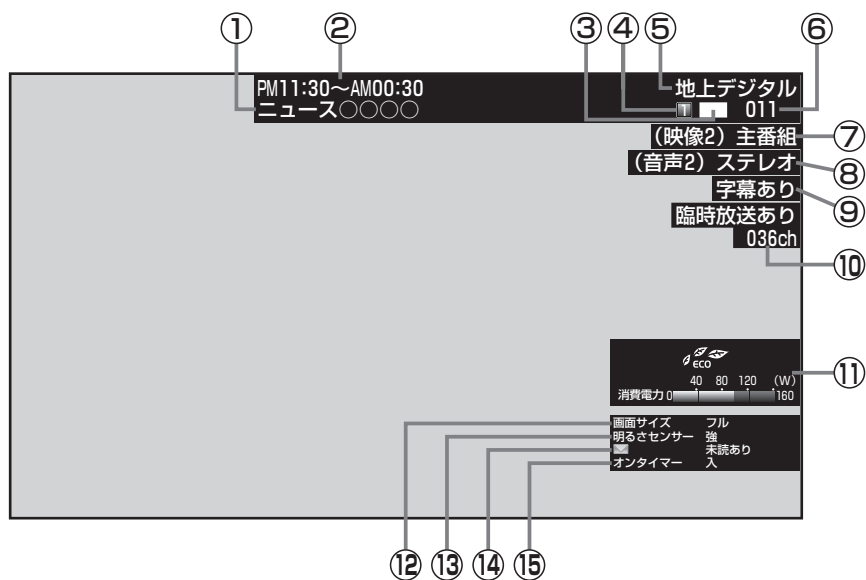 ① ② ③ ④ ⑤ ⑥
PM11:30～AM00:30 地上デジタル
ニュース○○○○ T 011
（映像2）主番組 ⑦
（音声2）ステレオ ⑧
字幕あり ⑨
臨時放送あり
036ch ⑩
ECO ⑪
40 80 120 （W）
消費電力 0 160
画面サイズ フル
明るさセンサー 強
未読あり
オンタイマー 入
⑫ ⑬ ⑭ ⑮